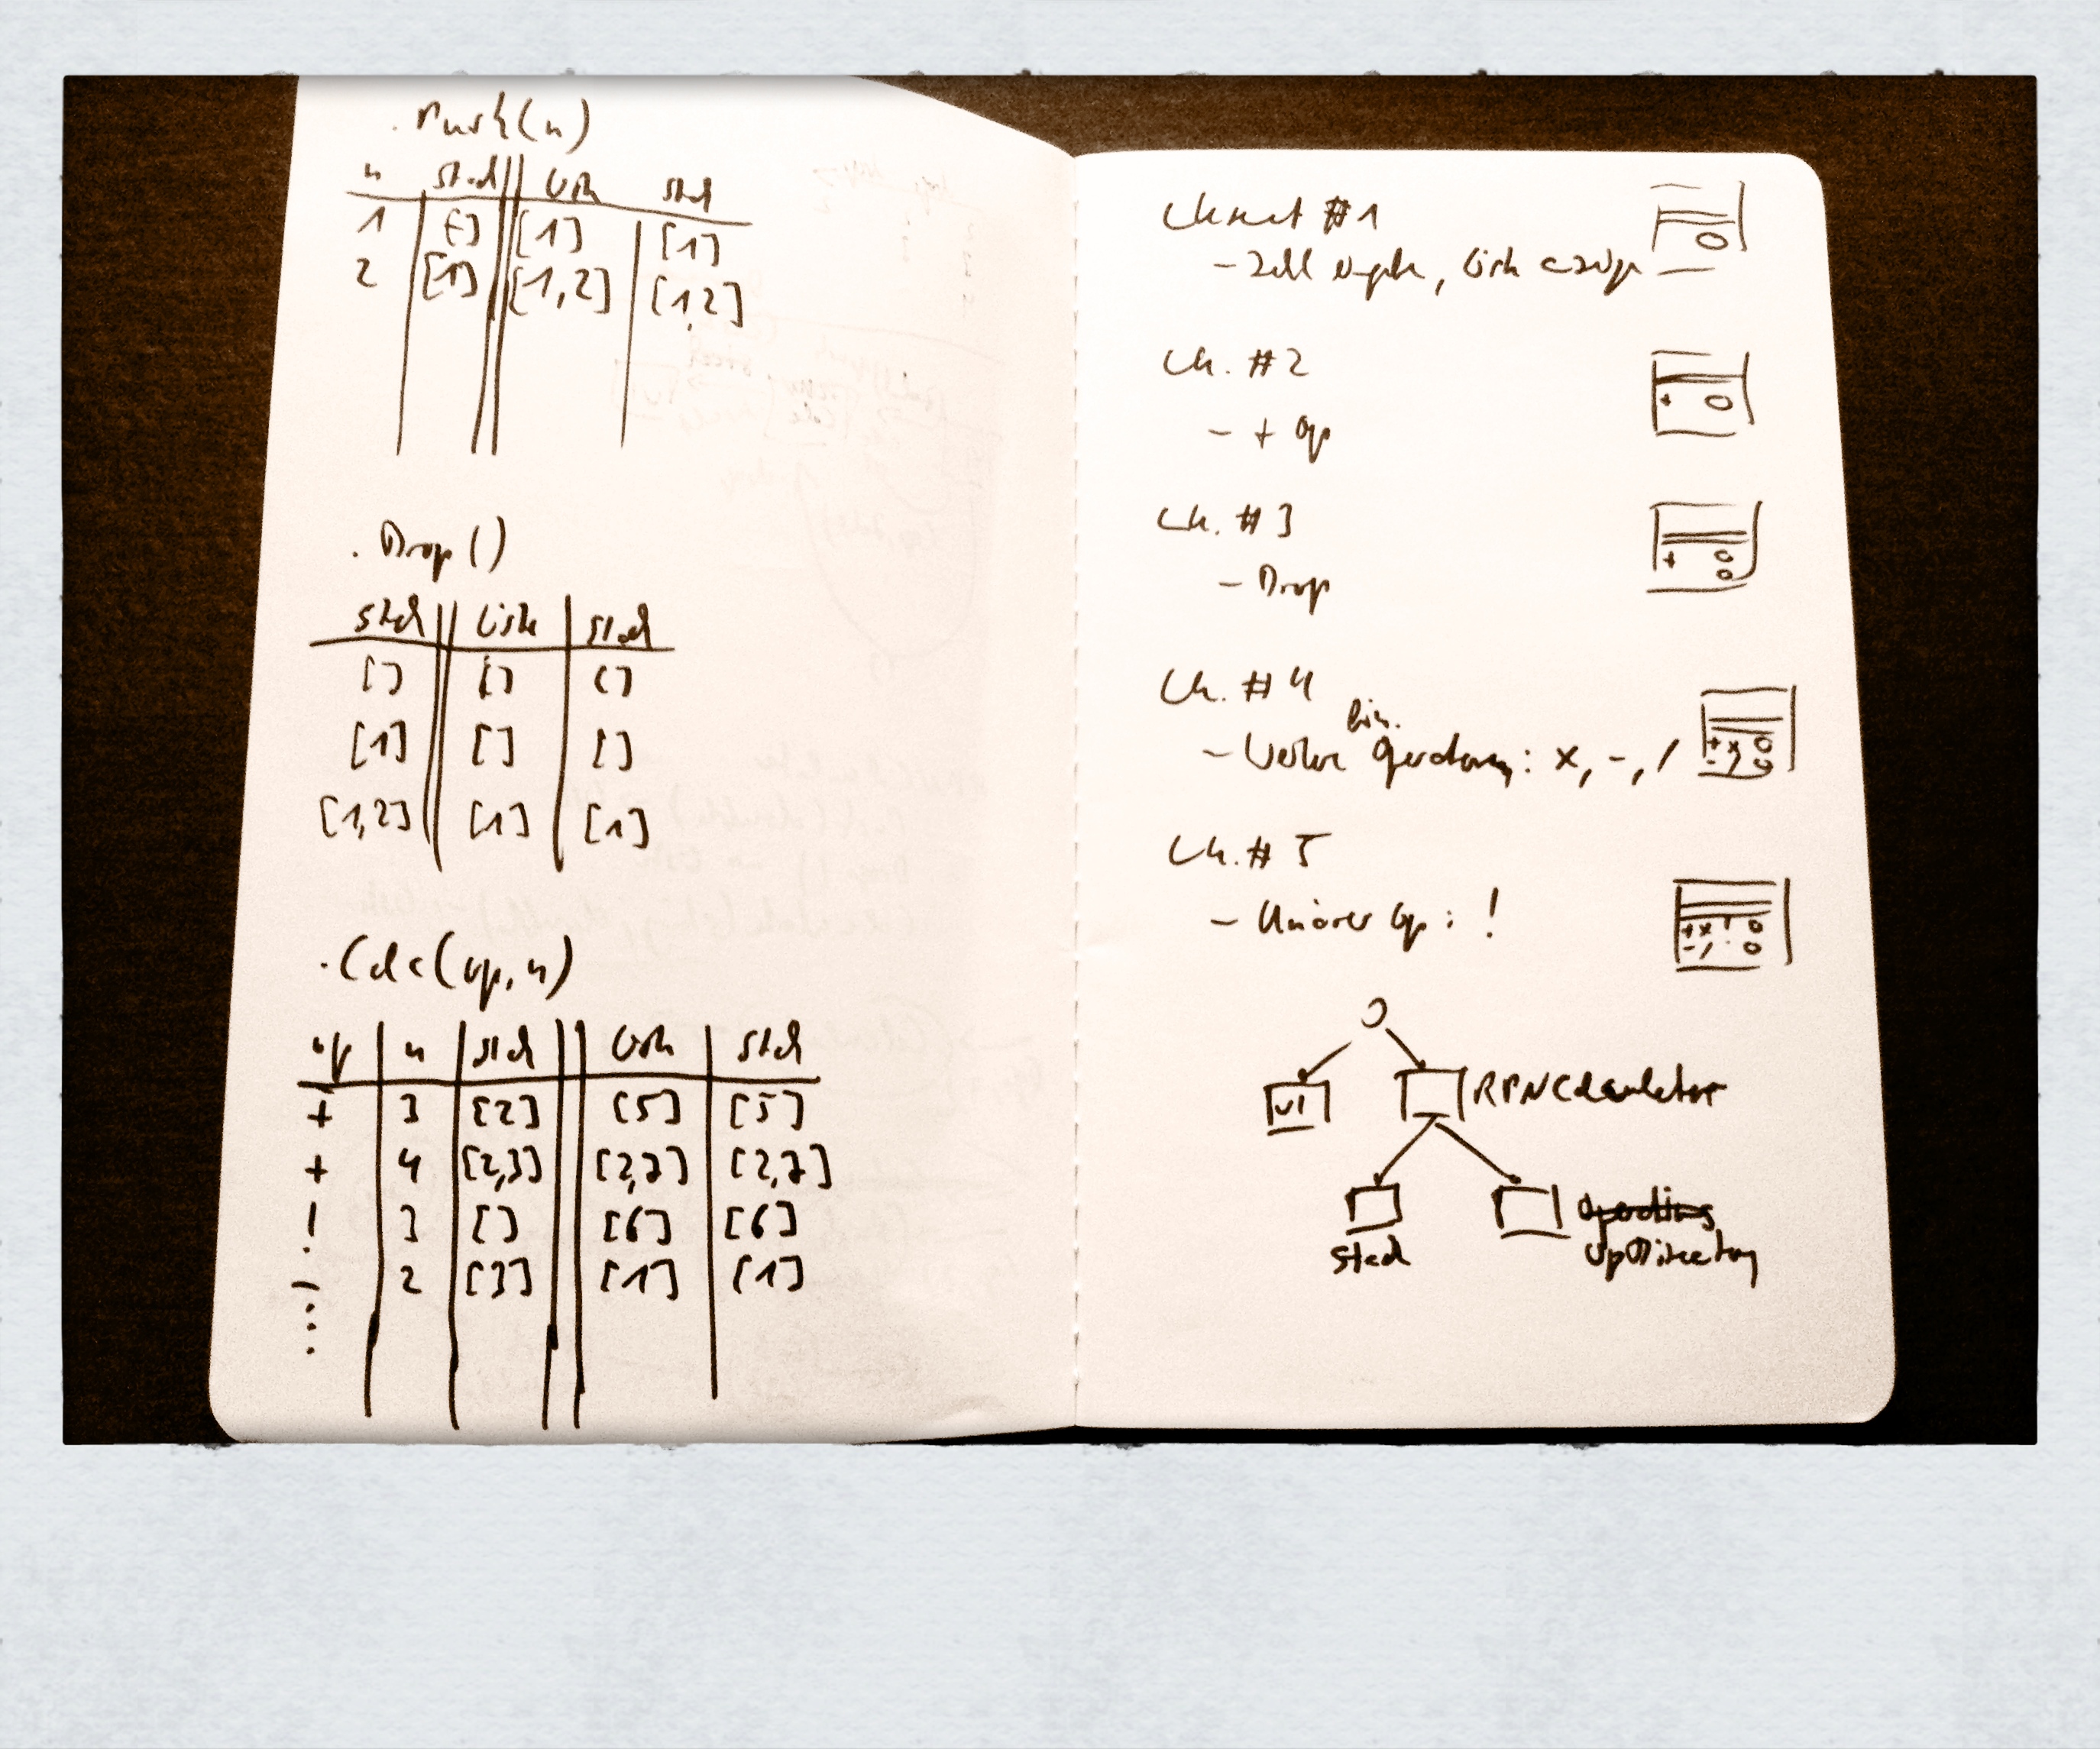 . Push(n)
n stack Liste stack
1 [] [1] [1]
2 [1] [1,2] [1,2]
. Drop()
stack Liste stack
[] [] []
[1] [] []
[1,2] [1] [1]
. Calc(op, n)
op n stack Liste stack
+ 3 [2] [5] [5]
+ 4 [2,3] [2,7] [2,7]
! 3 [] [6] [6]
- 2 [3] [1] [1]
⋮
#1
- Zahl eingeben, Liste anzeigen
Ch. #2
- + Op
Ch. #3
- Drop
Ch. #4
bin.
- Weitere Operationen: x, -, /
Ch. #5
- Unärer Op: !
UI
RPNCalculator
Stack
OpDirectory